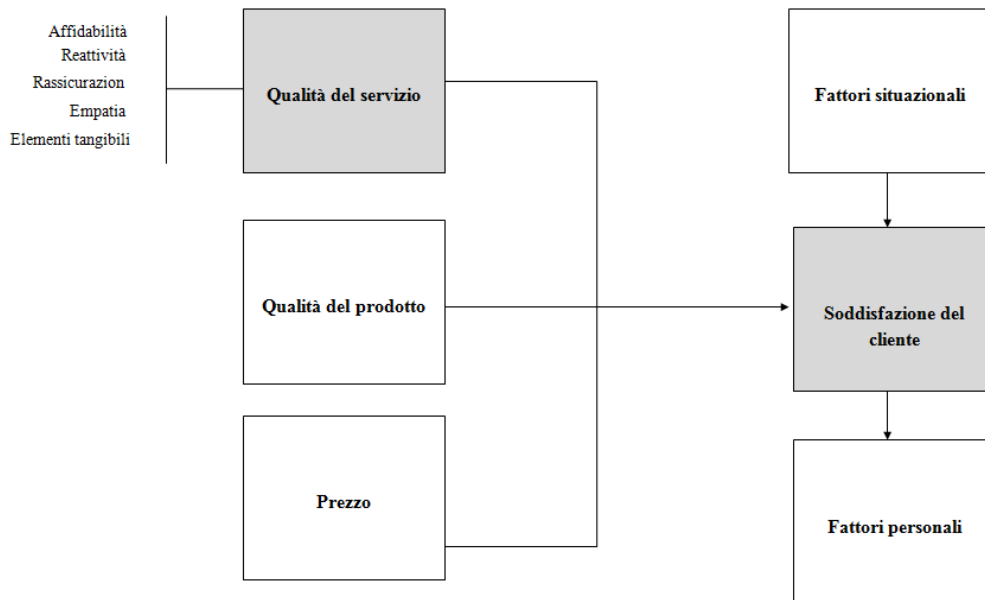 Affidabilità
Reattività
Rassicurazion
Empatia
Elementi tangibili
Qualità del servizio
Fattori situazionali
Qualità del prodotto
Soddisfazione del
cliente
Prezzo
Fattori personali